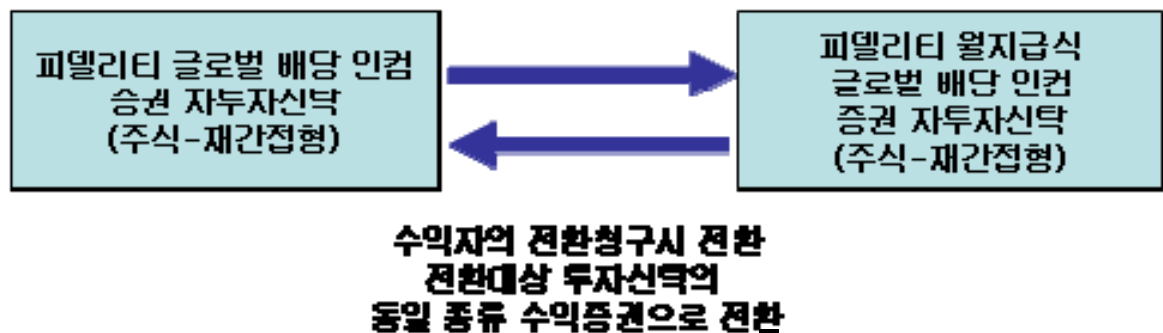 피델리티 글로벌 배당 인컴
증권 자투자신탁
(주식-재간접형)
피델리티 월지급식
글로벌 배당 인컴
증권 자투자신탁
(주식-재간접형)
수익자의 전환청구시 전환
전환대상 투자신탁의
동일 종류 수익증권으로 전환